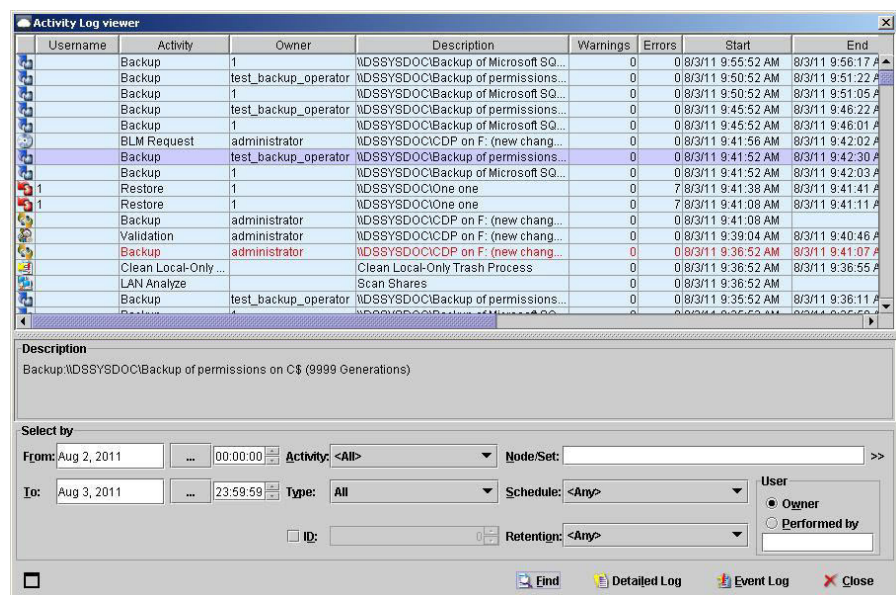 Activity Log viewer
Username Activity Owner Description Warnings Errors Start End
Backup 1 \\DSSYSDOC\Backup of Microsoft SQ... 0 0 8/3/11 9:55:52 AM 8/3/11 9:56:17 A
Backup test_backup_operator \\DSSYSDOC\Backup of permissions... 0 0 8/3/11 9:50:52 AM 8/3/11 9:51:22 A
Backup 1 \\DSSYSDOC\Backup of Microsoft SQ... 0 0 8/3/11 9:50:52 AM 8/3/11 9:51:05 A
Backup test_backup_operator \\DSSYSDOC\Backup of permissions... 0 0 8/3/11 9:45:52 AM 8/3/11 9:46:22 A
Backup 1 \\DSSYSDOC\Backup of Microsoft SQ... 0 0 8/3/11 9:45:52 AM 8/3/11 9:46:01 A
BLM Request administrator \\DSSYSDOC\CDP on F: (new chang... 0 0 8/3/11 9:41:56 AM 8/3/11 9:42:02 A
Backup test_backup_operator \\DSSYSDOC\Backup of permissions... 0 0 8/3/11 9:41:52 AM 8/3/11 9:42:30 A
Backup 1 \\DSSYSDOC\Backup of Microsoft SQ... 0 0 8/3/11 9:41:52 AM 8/3/11 9:42:03 A
1 Restore 1 \\DSSYSDOC\One one 0 7 8/3/11 9:41:38 AM 8/3/11 9:41:41 A
1 Restore 1 \\DSSYSDOC\One one 0 7 8/3/11 9:41:08 AM 8/3/11 9:41:11 A
Backup administrator \\DSSYSDOC\CDP on F: (new chang... 0 0 8/3/11 9:41:08 AM
Validation administrator \\DSSYSDOC\CDP on F: (new chang... 0 0 8/3/11 9:39:04 AM 8/3/11 9:40:46 A
Backup administrator \\DSSYSDOC\CDP on F: (new chang... 0 0 8/3/11 9:36:52 AM 8/3/11 9:41:07 A
Clean Local-Only ... Clean Local-Only Trash Process 0 0 8/3/11 9:36:52 AM 8/3/11 9:36:55 A
LAN Analyze Scan Shares 0 0 8/3/11 9:36:52 AM
Backup test_backup_operator \\DSSYSDOC\Backup of permissions... 0 0 8/3/11 9:35:52 AM 8/3/11 9:36:11 A
Description
Backup:\\DSSYSDOC\Backup of permissions on C$ (9999 Generations)
Select by
From: Aug 2, 2011 ... 00:00:00 Activity: <All> Node/Set: >>
To: Aug 3, 2011 ... 23:59:59 Type: All Schedule: <Any>
User
Owner
Performed by
ID: 0 Retention: <Any>
Find Detailed Log Event Log Close